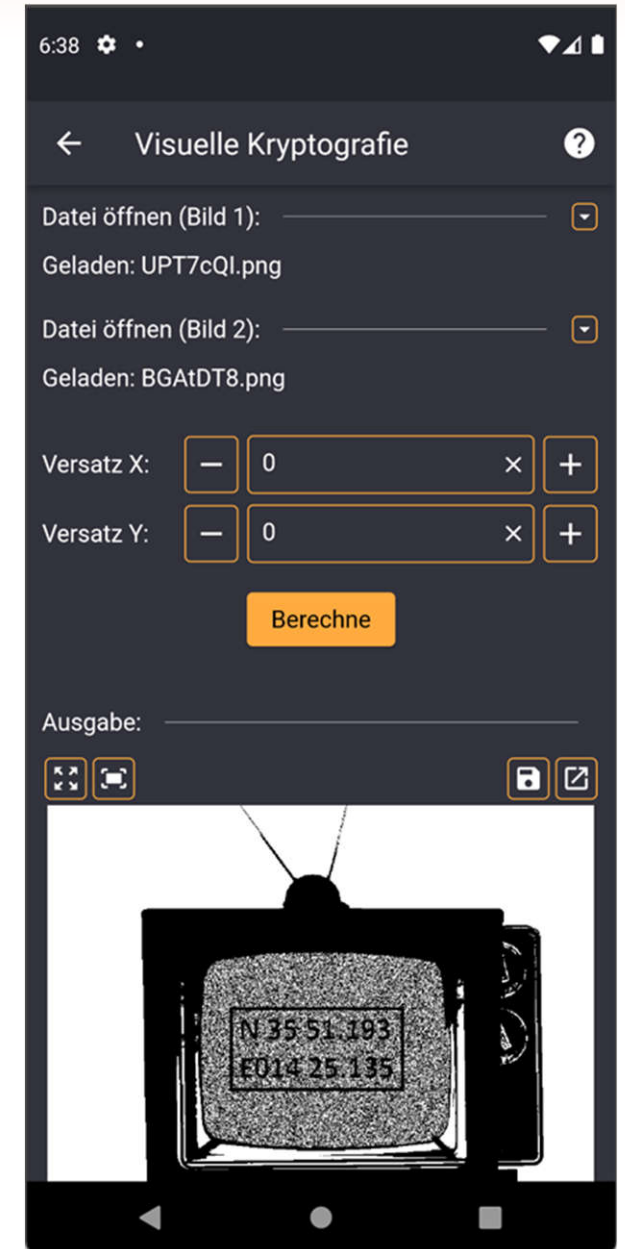 6:38
Visuelle Kryptografie
Datei öffnen (Bild 1):
Geladen: UPT7cQI.png
Datei öffnen (Bild 2):
Geladen: BGAtDT8.png
Versatz X: 0
Versatz Y: 0
Berechne
Ausgabe:
N 35 51.193
E014 25.135